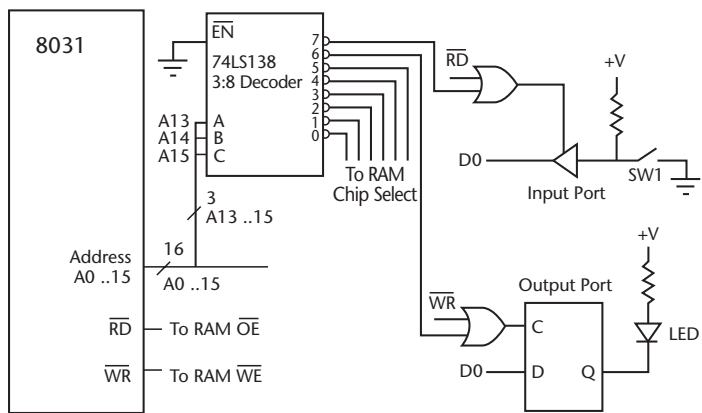 8031
EN
74LS138
3:8 Decoder
7
6
5
4
3
2
1
0
A13
A14
A15
A
B
C
3
A13 ..15
To RAM
Chip Select
RD
D0
Input Port
+V
SW1
Address
A0 ..15
16
A0 ..15
RD
To RAM OE
WR
To RAM WE
WR
D0
Output Port
C
D
Q
+V
LED